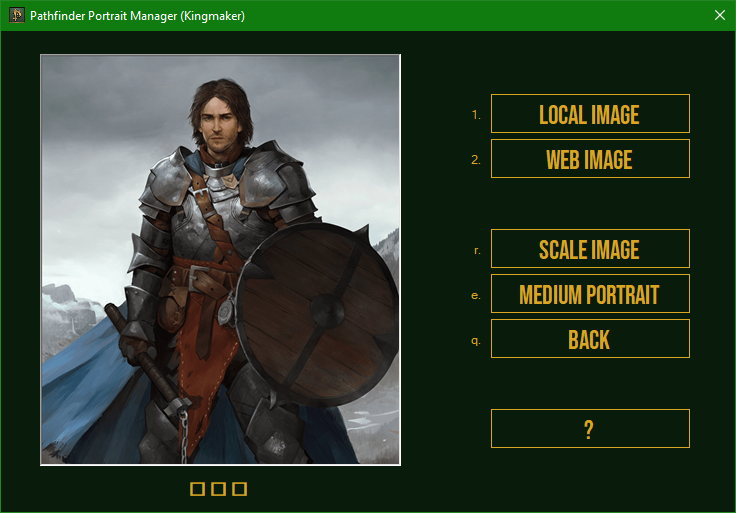 Pathfinder Portrait Manager (Kingmaker)
1. LOCAL IMAGE
2. WEB IMAGE
r. SCALE IMAGE
e. MEDIUM PORTRAIT
q. BACK
?